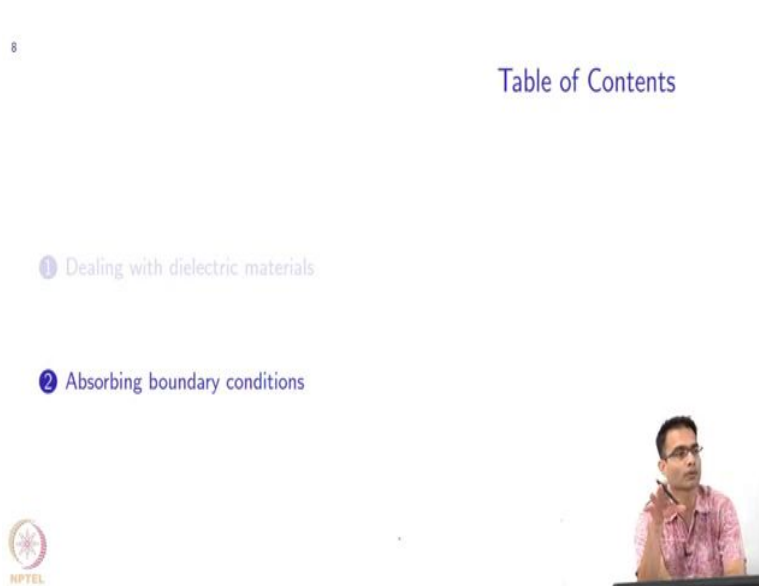 8
Table of Contents
1 Dealing with dielectric materials
2 Absorbing boundary conditions
NPTEL